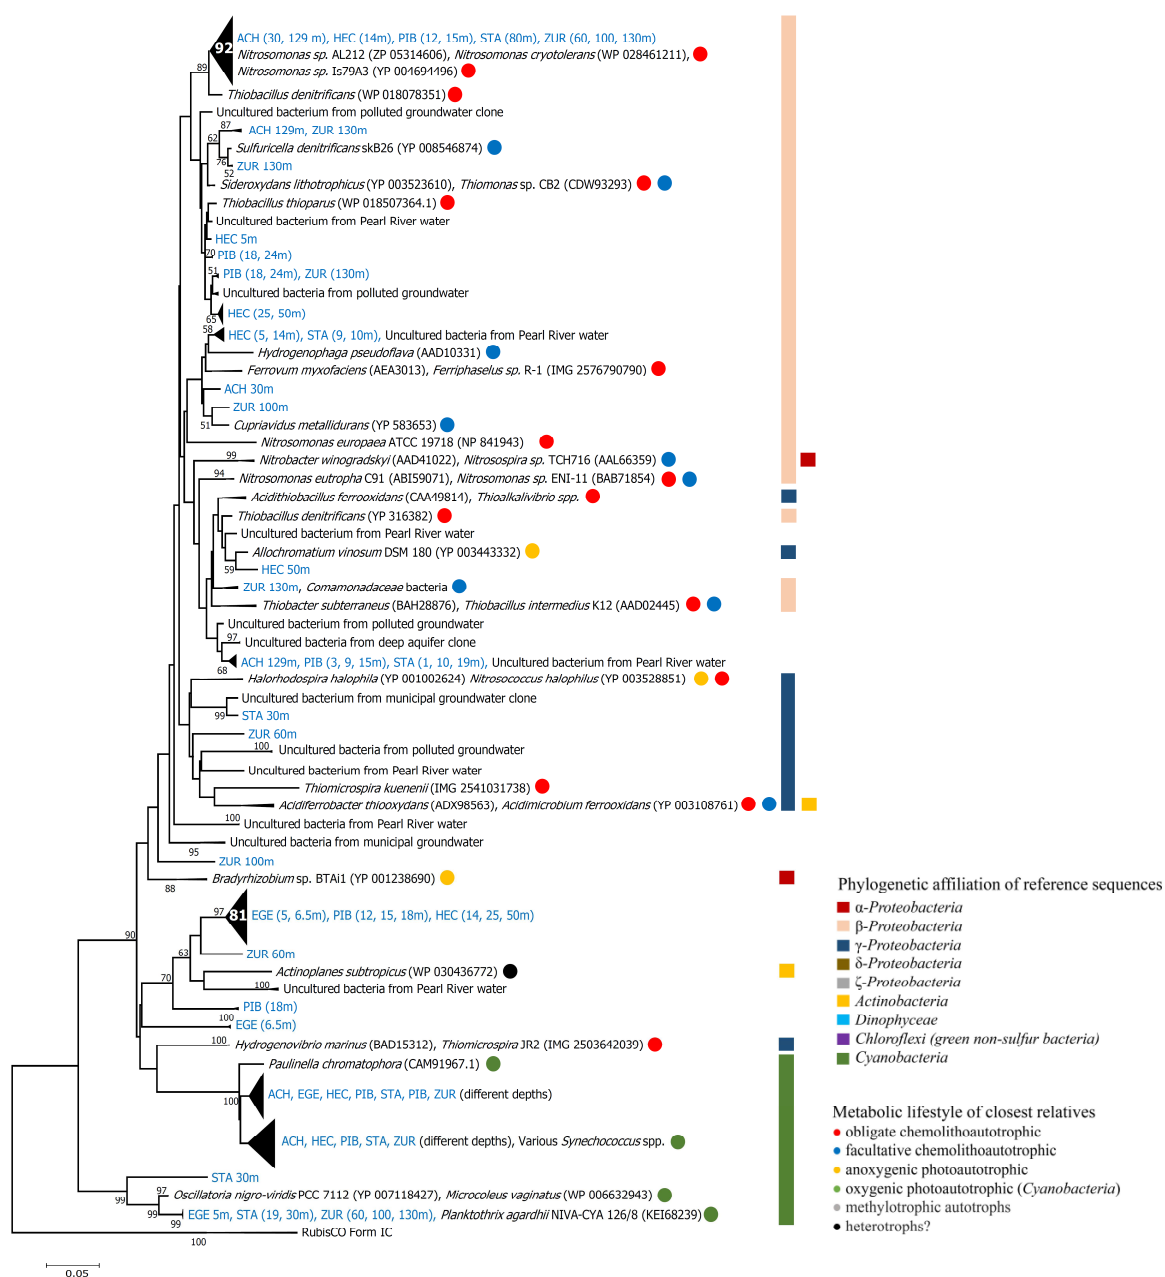 ACH (30, 129 m), HEC (14m), PIB (12, 15m), STA (80m), ZUR (60, 100, 130m)
92
Nitrosomonas sp. AL212 (ZP 05314606), Nitrosomonas cryotolerans (WP 028461211),
89
Nitrosomonas sp. Is79A3 (YP 004694496)
Thiobacillus denitrificans (WP 018078351)
Uncultured bacterium from polluted groundwater clone
87
ACH 129m, ZUR 130m
62
Sulfuricella denitrificans skB26 (YP 008546874)
76
ZUR 130m
52
Sideroxydans lithotrophicus (YP 003523610), Thiomonas sp. CB2 (CDW93293)
Thiobacillus thioparus (WP 018507364.1)
Uncultured bacterium from Pearl River water
HEC 5m
70
PIB (18, 24m)
51
PIB (18, 24m), ZUR (130m)
Uncultured bacteria from polluted groundwater
HEC (25, 50m)
65
58
HEC (5, 14m), STA (9, 10m), Uncultured bacteria from Pearl River water
Hydrogenophaga pseudoflava (AAD10331)
Ferrovum myxofaciens (AEA3013), Ferriphaselus sp. R-1 (IMG 2576790790)
ACH 30m
ZUR 100m
51
Cupriavidus metallidurans (YP 583653)
Nitrosomonas europaea ATCC 19718 (NP 841943)
99
Nitrobacter winogradskyi (AAD41022), Nitrosospira sp. TCH716 (AAL66359)
94
Nitrosomonas eutropha C91 (ABI59071), Nitrosomonas sp. ENI-11 (BAB71854)
Acidithiobacillus ferrooxidans (CAA49814), Thioalkalivibrio spp.
Thiobacillus denitrificans (YP 316382)
Uncultured bacterium from Pearl River water
Allochromatium vinosum DSM 180 (YP 003443332)
59
HEC 50m
ZUR 130m, Comamonadaceae bacteria
Thiobacter subterraneus (BAH28876), Thiobacillus intermedius K12 (AAD02445)
Uncultured bacterium from polluted groundwater
97
Uncultured bacteria from deep aquifer clone
ACH 129m, PIB (3, 9, 15m), STA (1, 10, 19m), Uncultured bacterium from Pearl River water
68
Halorhodospira halophila (YP 001002624) Nitrosococcus halophilus (YP 003528851)
Uncultured bacterium from municipal groundwater clone
99
STA 30m
ZUR 60m
100
Uncultured bacteria from polluted groundwater
Uncultured bacterium from Pearl River water
Thiomicrospira kuenenii (IMG 2541031738)
Acidiferrobacter thiooxydans (ADX98563), Acidimicrobium ferrooxidans (YP 003108761)
100
Uncultured bacteria from Pearl River water
Uncultured bacterium from municipal groundwater
95
ZUR 100m
Bradyrhizobium sp. BTAi1 (YP 001238690)
88
97
81
EGE (5, 6.5m), PIB (12, 15, 18m), HEC (14, 25, 50m)
90
63
ZUR 60m
Actinoplanes subtropicus (WP 030436772)
70
100
Uncultured bacteria from Pearl River water
PIB (18m)
100
EGE (6.5m)
100
Hydrogenovibrio marinus (BAD15312), Thiomicrospira JR2 (IMG 2503642039)
Paulinella chromatophora (CAM91967.1)
ACH, EGE, HEC, PIB, STA, PIB, ZUR (different depths)
100
ACH, HEC, PIB, STA, ZUR (different depths), Various Synechococcus spp.
STA 30m
97
99
Oscillatoria nigro-viridis PCC 7112 (YP 007118427), Microcoleus vaginatus (WP 006632943)
99
EGE 5m, STA (19, 30m), ZUR (60, 100, 130m), Planktothrix agardhii NIVA-CYA 126/8 (KEI68239)
99
RubisCO Form IC
100
0.05
Phylogenetic affiliation of reference sequences
α-Proteobacteria
β-Proteobacteria
γ-Proteobacteria
δ-Proteobacteria
ζ-Proteobacteria
Actinobacteria
Dinophyceae
Chloroflexi (green non-sulfur bacteria)
Cyanobacteria
Metabolic lifestyle of closest relatives
obligate chemolithoautotrophic
facultative chemolithoautotrophic
anoxygenic photoautotrophic
oxygenic photoautotrophic (Cyanobacteria)
methylotrophic autotrophs
heterotrophs?